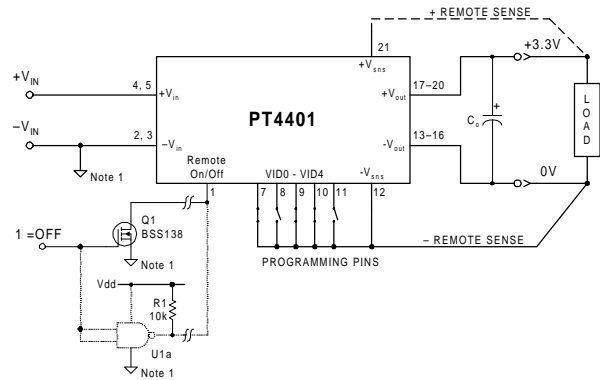 + REMOTE SENSE
21
+Vsns
+3.3V
+VIN
4, 5
+Vin
17–20
+Vout
PT4401
Co
+
LOAD
–VIN
2, 3
–Vin
13–16
-Vout
Note 1
Remote
On/Off
VID0 - VID4
-Vsns
0V
1
7
8
9
10
11
12
Q1
BSS138
1 =OFF
– REMOTE SENSE
PROGRAMMING PINS
Note 1
Vdd
R1
10k
U1a
Note 1